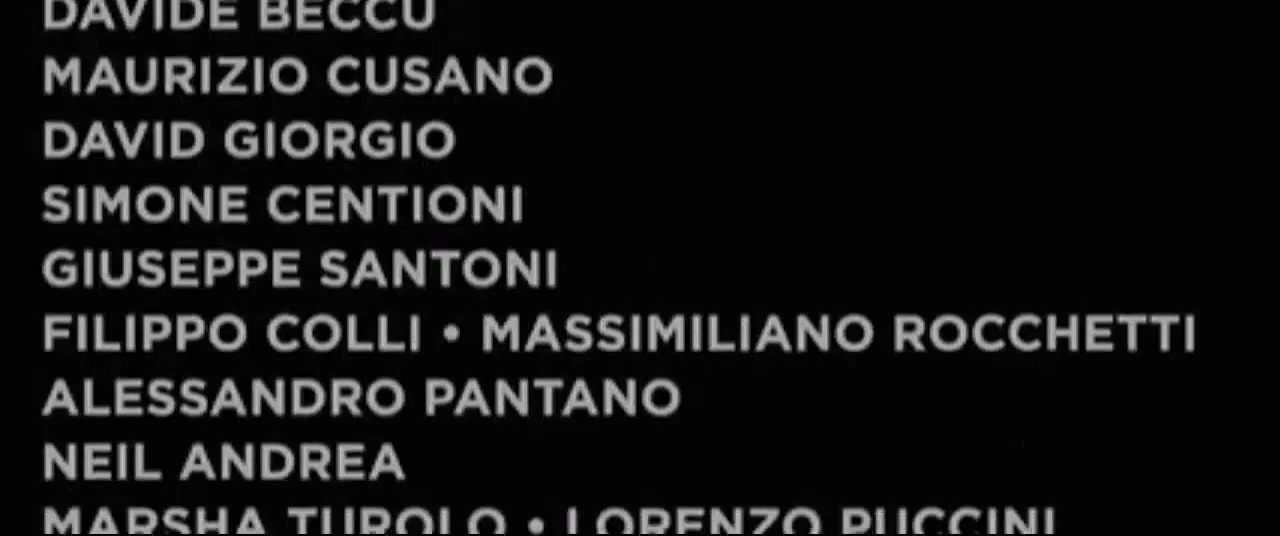 DAVIDE BECCU
MAURIZIO CUSANO
DAVID GIORGIO
SIMONE CENTIONI
GIUSEPPE SANTONI
FILIPPO COLLI • MASSIMILIANO ROCCHETTI
ALESSANDRO PANTANO
NEIL ANDREA
MARSHA TUROLO • LORENZO PUCCINI